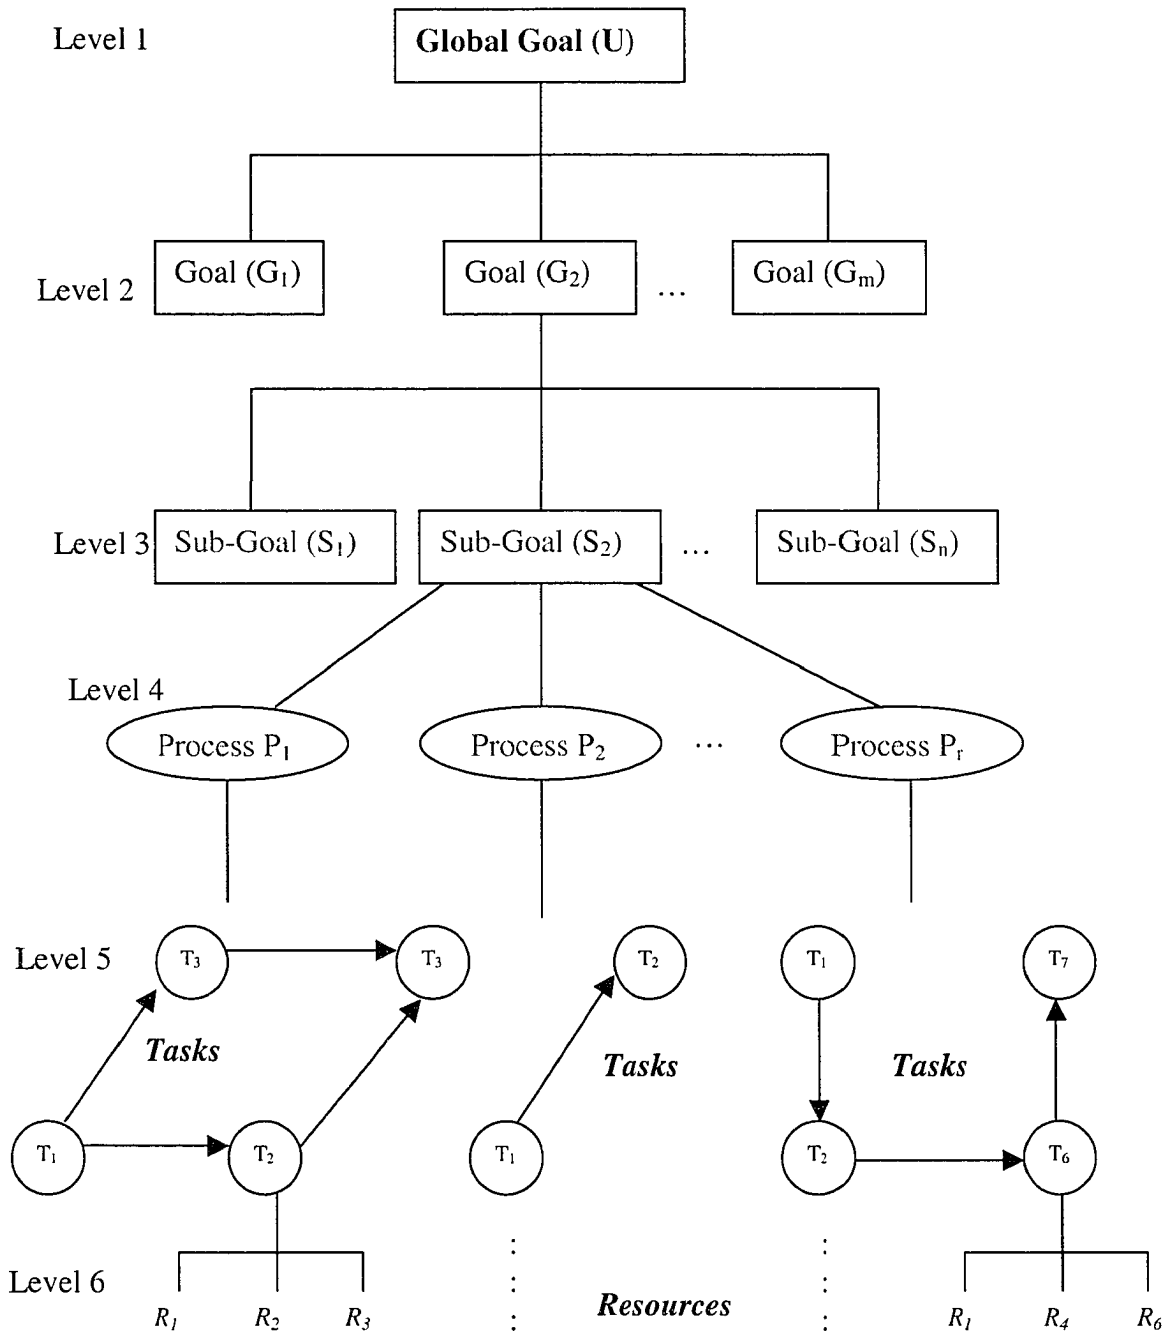 Level 1
Global Goal (U)
Level 2
Goal (G₁)
Goal (G₂)
...
Goal (Gₘ)
Level 3
Sub-Goal (S₁)
Sub-Goal (S₂)
...
Sub-Goal (Sₙ)
Level 4
Process P₁
Process P₂
...
Process Pᵣ
Level 5
T₃
T₃
T₂
T₁
T₇
Tasks
Tasks
Tasks
T₁
T₂
T₁
T₂
T₆
Level 6
R₁
R₂
R₃
Resources
R₁
R₄
R₆